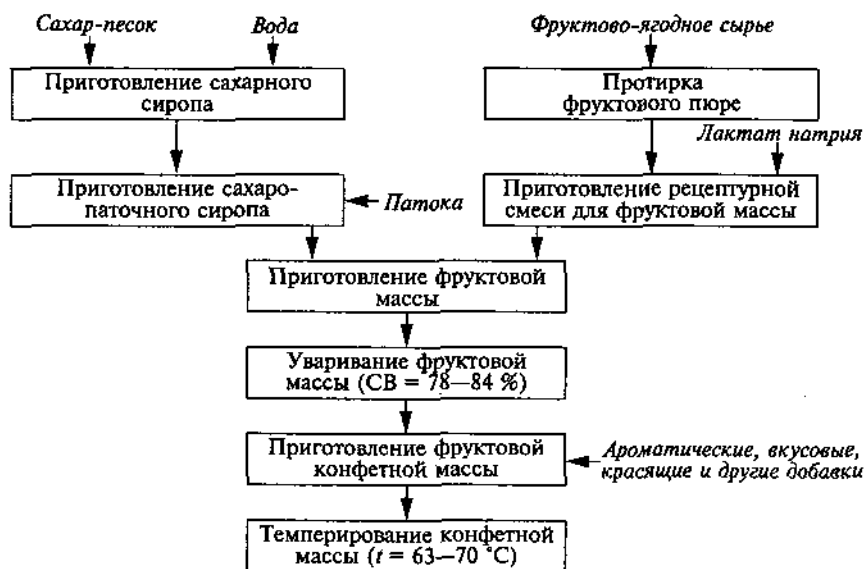 Сахар-песок
Вода
Фруктово-ягодное сырье
Приготовление сахарного
сиропа
Протирка
фруктового пюре
Лактат натрия
Приготовление сахаро-
паточного сиропа
Патока
Приготовление рецептурной
смеси для фруктовой массы
Приготовление фруктовой
массы
Уваривание фруктовой
массы (СВ = 78—84 %)
Приготовление фруктовой
конфетной массы
Ароматические, вкусовые,
красящие и другие добавки
Темперирование конфетной
массы (t = 63—70 °С)